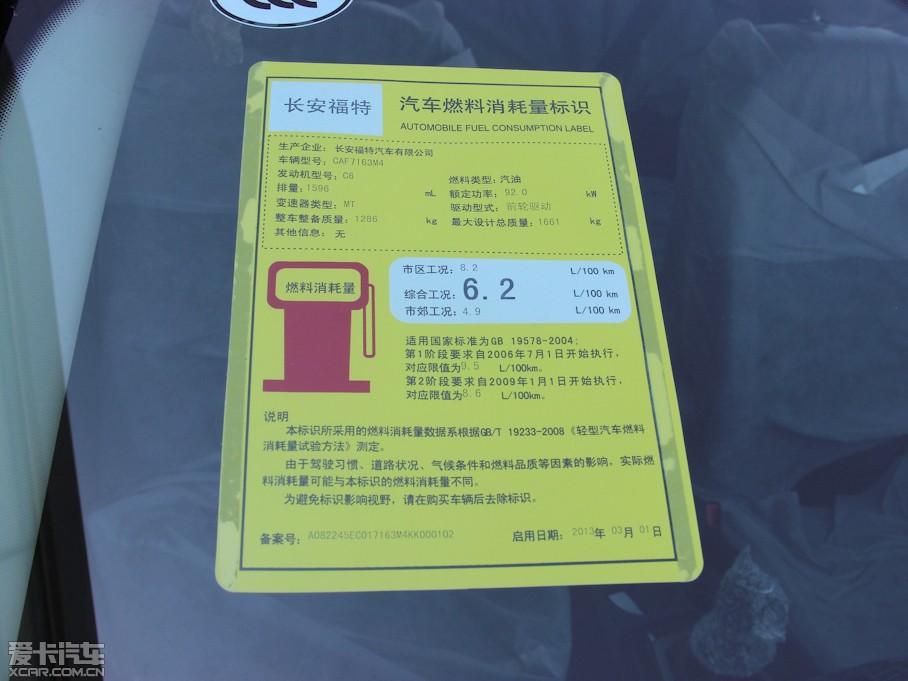 长安福特 汽车燃料消耗量标识
AUTOMOBILE FUEL CONSUMPTION LABEL
生产企业：长安福特汽车有限公司
车辆型号：CAF7163M4
发动机型号：C6 燃料类型：汽油
排量：1596 mL 额定功率：92.0 kW
变速器类型：MT 驱动型式：前轮驱动
整车整备质量：1286 kg 最大设计总质量：1661 kg
其他信息：无
燃料消耗量
市区工况：8.2 L/100 km
综合工况：6.2 L/100 km
市郊工况：4.9 L/100 km
适用国家标准为GB 19578-2004；
第1阶段要求自2006年7月1日开始执行，
对应限值为9.5 L/100km。
第2阶段要求自2009年1月1日开始执行，
对应限值为8.6 L/100km。
说明
本标识所采用的燃料消耗量数据系根据GB/T 19233-2008《轻型汽车燃料
消耗量试验方法》测定。
由于驾驶习惯、道路状况、气候条件和燃料品质等因素的影响，实际燃
料消耗量可能与本标识的燃料消耗量不同。
为避免标识影响视野，请在购买车辆后去除标识。
备案号：A082245EC017163M4KK000102 启用日期：2013年 03月 01日
爱卡汽车
XCAR.COM.CN